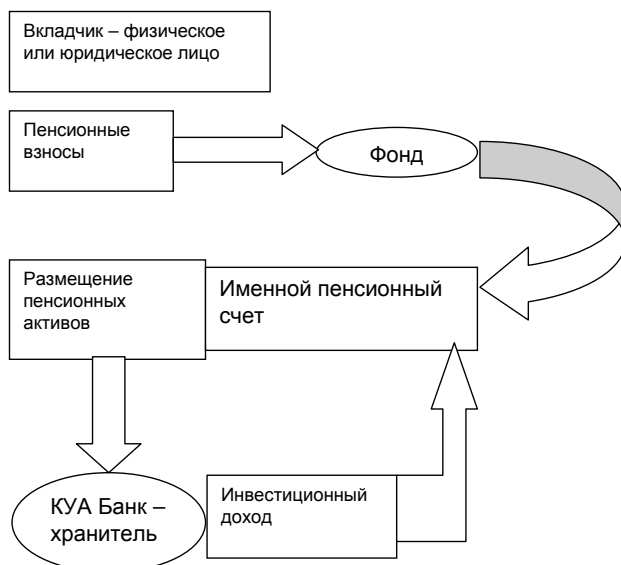 Вкладчик – физическое
или юридическое лицо
Пенсионные
взносы
Фонд
Размещение
пенсионных
активов
Именной пенсионный
счет
КУА Банк –
хранитель
Инвестиционный
доход